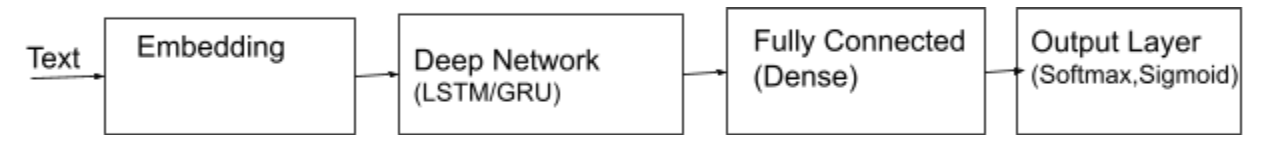 Text
Embedding
Deep Network
(LSTM/GRU)
Fully Connected
(Dense)
Output Layer
(Softmax,Sigmoid)